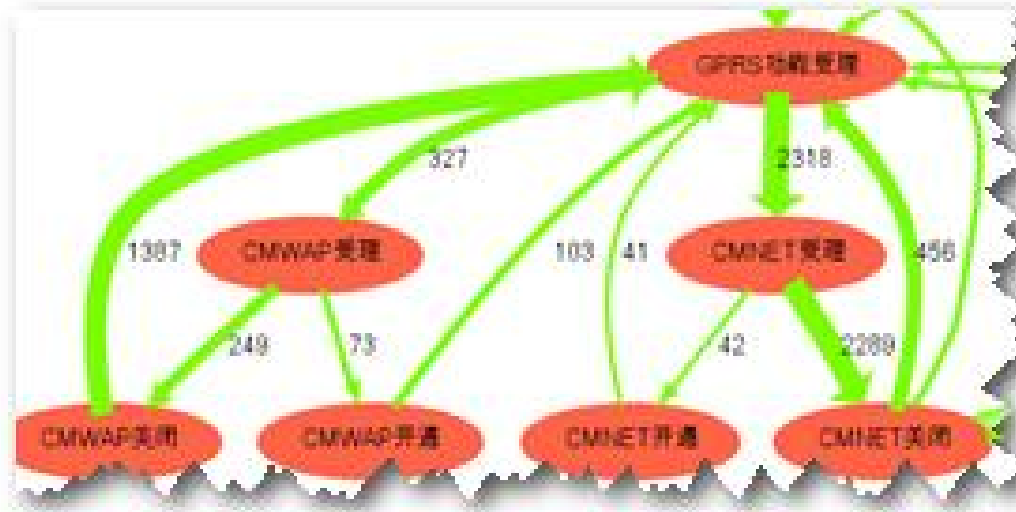 GPRS功能受理
327
2318
CMWAP受理
1387
103
41
CMNET受理
456
249
73
42
2289
CMWAP关闭
CMWAP开通
CMNET开通
CMNET关闭